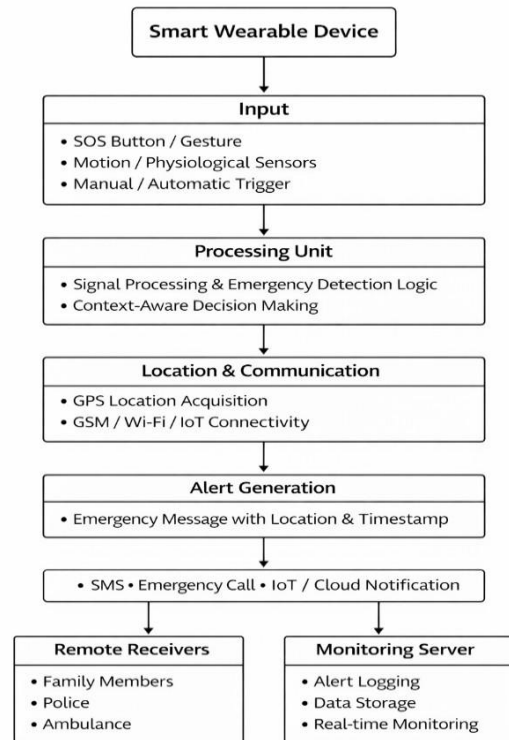 Smart Wearable Device
Input
• SOS Button / Gesture
• Motion / Physiological Sensors
• Manual / Automatic Trigger
Processing Unit
• Signal Processing & Emergency Detection Logic
• Context-Aware Decision Making
Location & Communication
• GPS Location Acquisition
• GSM / Wi-Fi / IoT Connectivity
Alert Generation
• Emergency Message with Location & Timestamp
• SMS • Emergency Call • IoT / Cloud Notification
Remote Receivers
• Family Members
• Police
• Ambulance
Monitoring Server
• Alert Logging
• Data Storage
• Real-time Monitoring